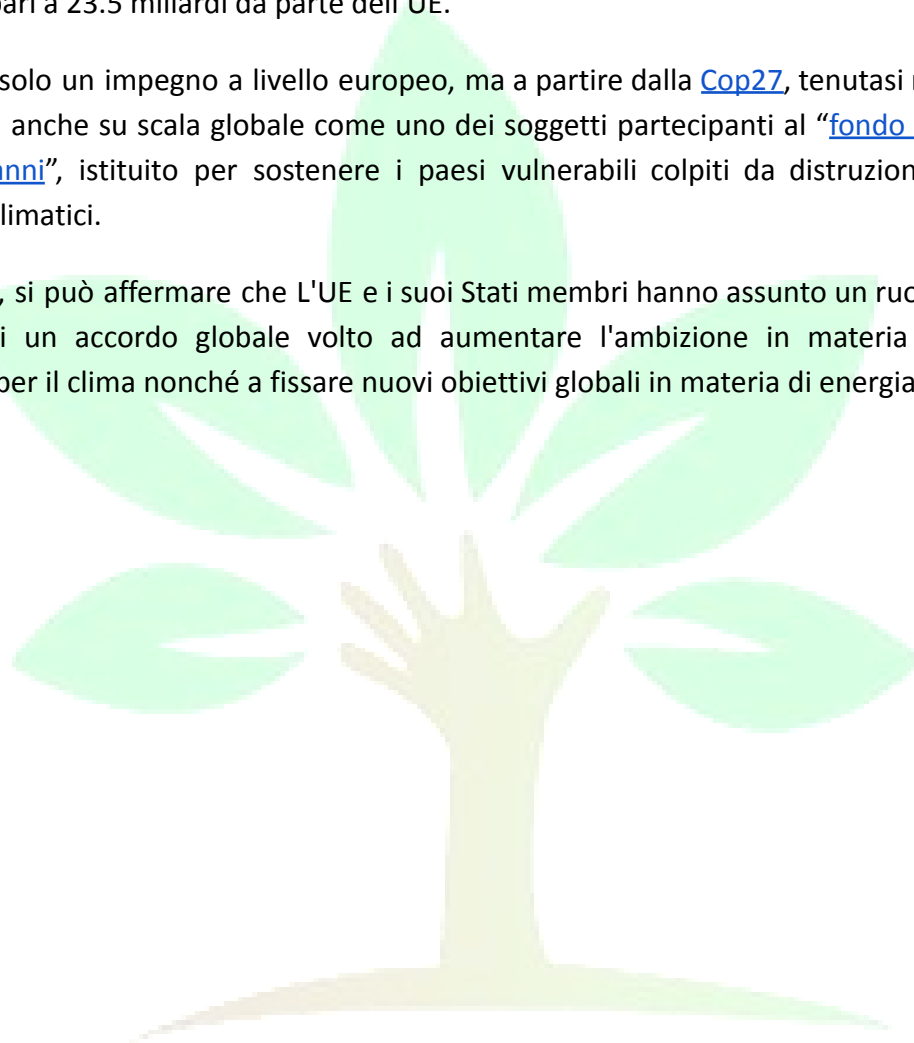 pari a 23.5 miliardi da parte dell'UE.
solo un impegno a livello europeo, ma a partire dalla Cop27, tenutasi
anche su scala globale come uno dei soggetti partecipanti al “fondo
anni”, istituito per sostenere i paesi vulnerabili colpiti da distruzion
limatici.
, si può affermare che L'UE e i suoi Stati membri hanno assunto un ruo
i un accordo globale volto ad aumentare l'ambizione in materia
per il clima nonché a fissare nuovi obiettivi globali in materia di energia